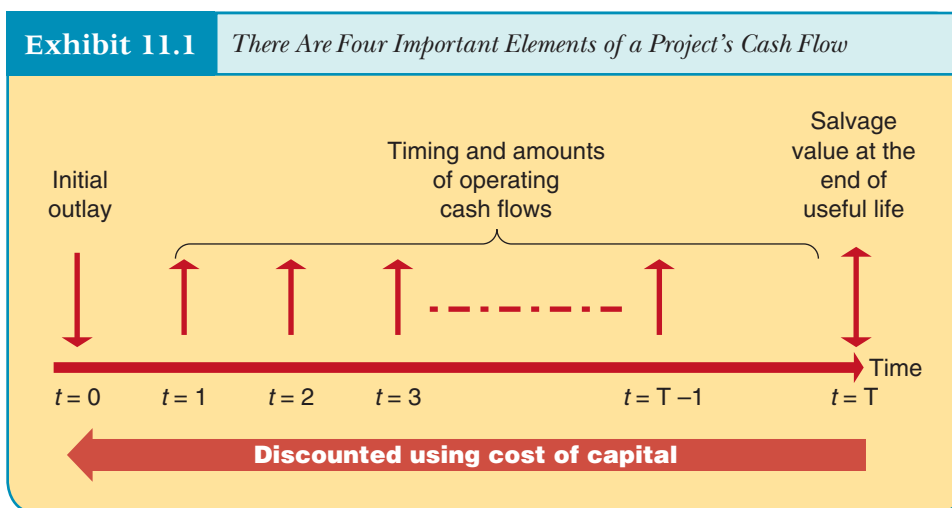 Exhibit 11.1
There Are Four Important Elements of a Project's Cash Flow
Initial
outlay
Timing and amounts
of operating
cash flows
Salvage
value at the
end of
useful life
Time
t = 0
t = 1
t = 2
t = 3
t = T –1
t = T
Discounted using cost of capital